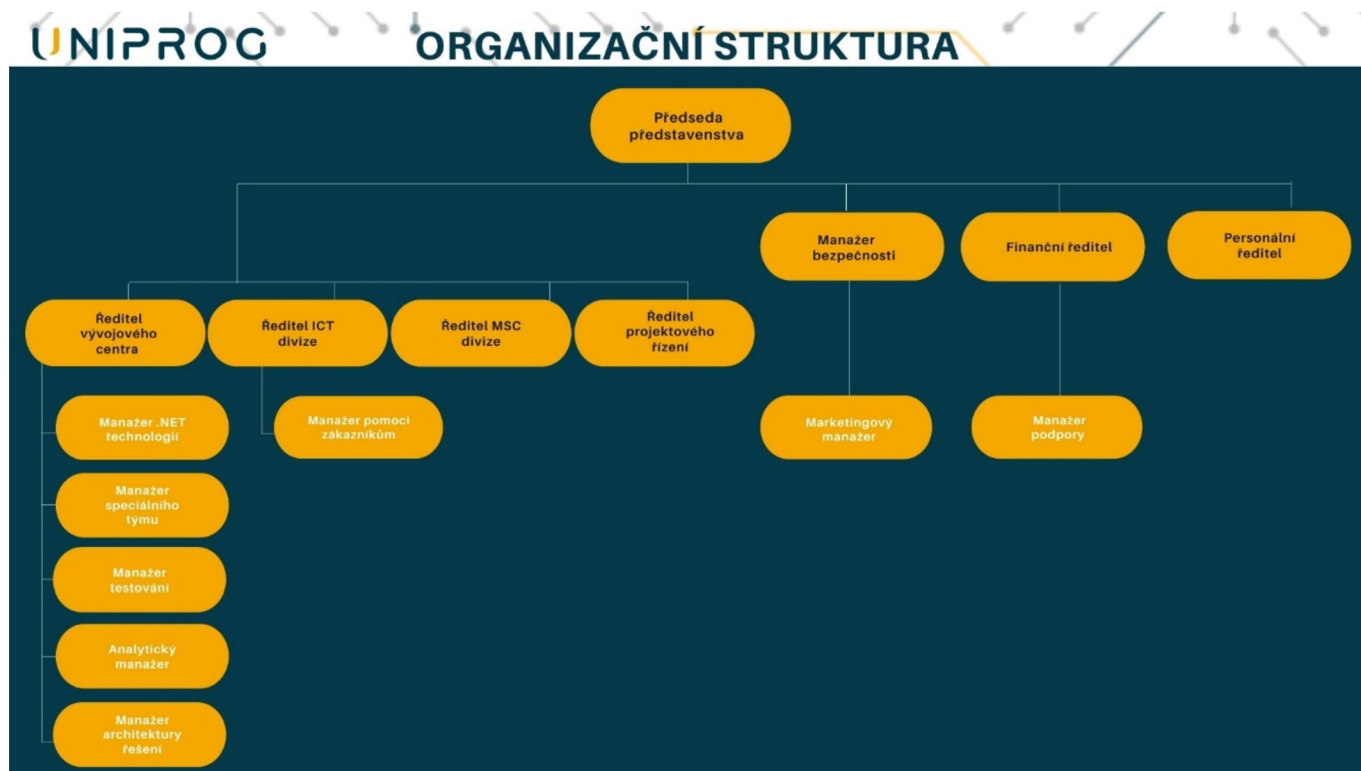 UNIPROG
ORGANIZAČNÍ STRUKTURA
Předseda
představenstva
Manažer
bezpečnosti
Finanční ředitel
Personální
ředitel
Ředitel
vývojového
centra
Ředitel ICT
divize
Ředitel MSC
divize
Ředitel
projektového
řízení
Manažer .NET
technologií
Manažer pomoci
zákazníkům
Marketingový
manažer
Manažer
podpory
Manažer
speciálního
týmu
Manažer
testování
Analytický
manažer
Manažer
architektury
řešení